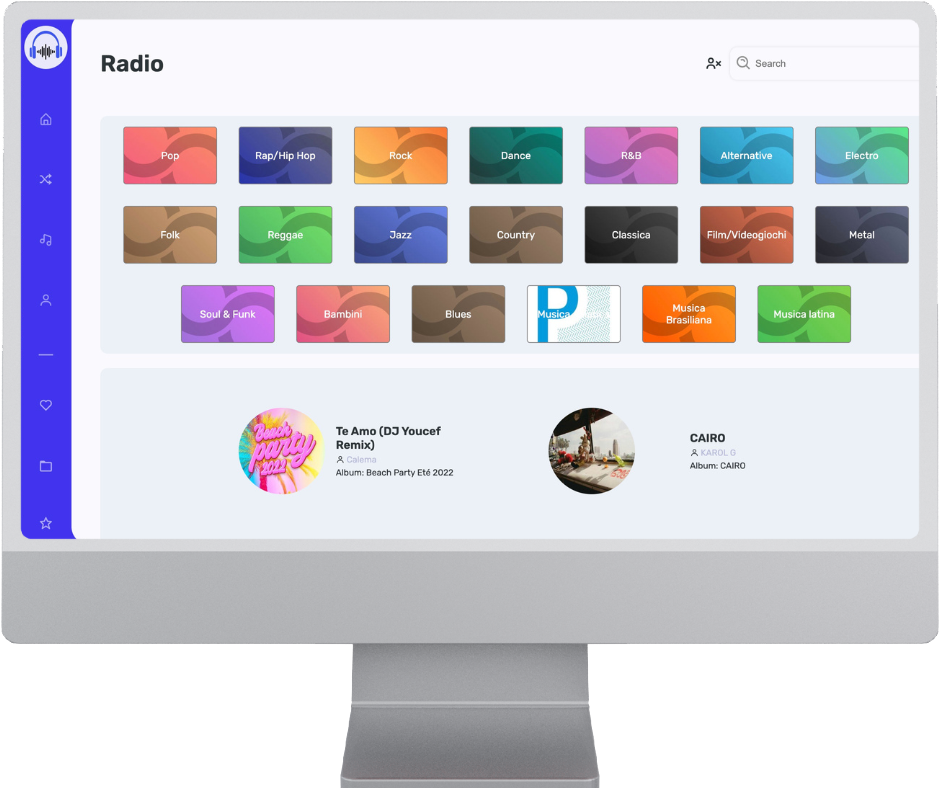 Radio
Search
Pop
Rap/Hip Hop
Rock
Dance
R&B
Alternative
Electro
Folk
Reggae
Jazz
Country
Classica
Film/Videogiochi
Metal
Soul & Funk
Bambini
Blues
P
Musica
Musica
Brasiliana
Musica latina
Beach
party
2022
Te Amo (DJ Youcef
Remix)
Calema
Album: Beach Party Eté 2022
CAIRO
KAROL G
Album: CAIRO